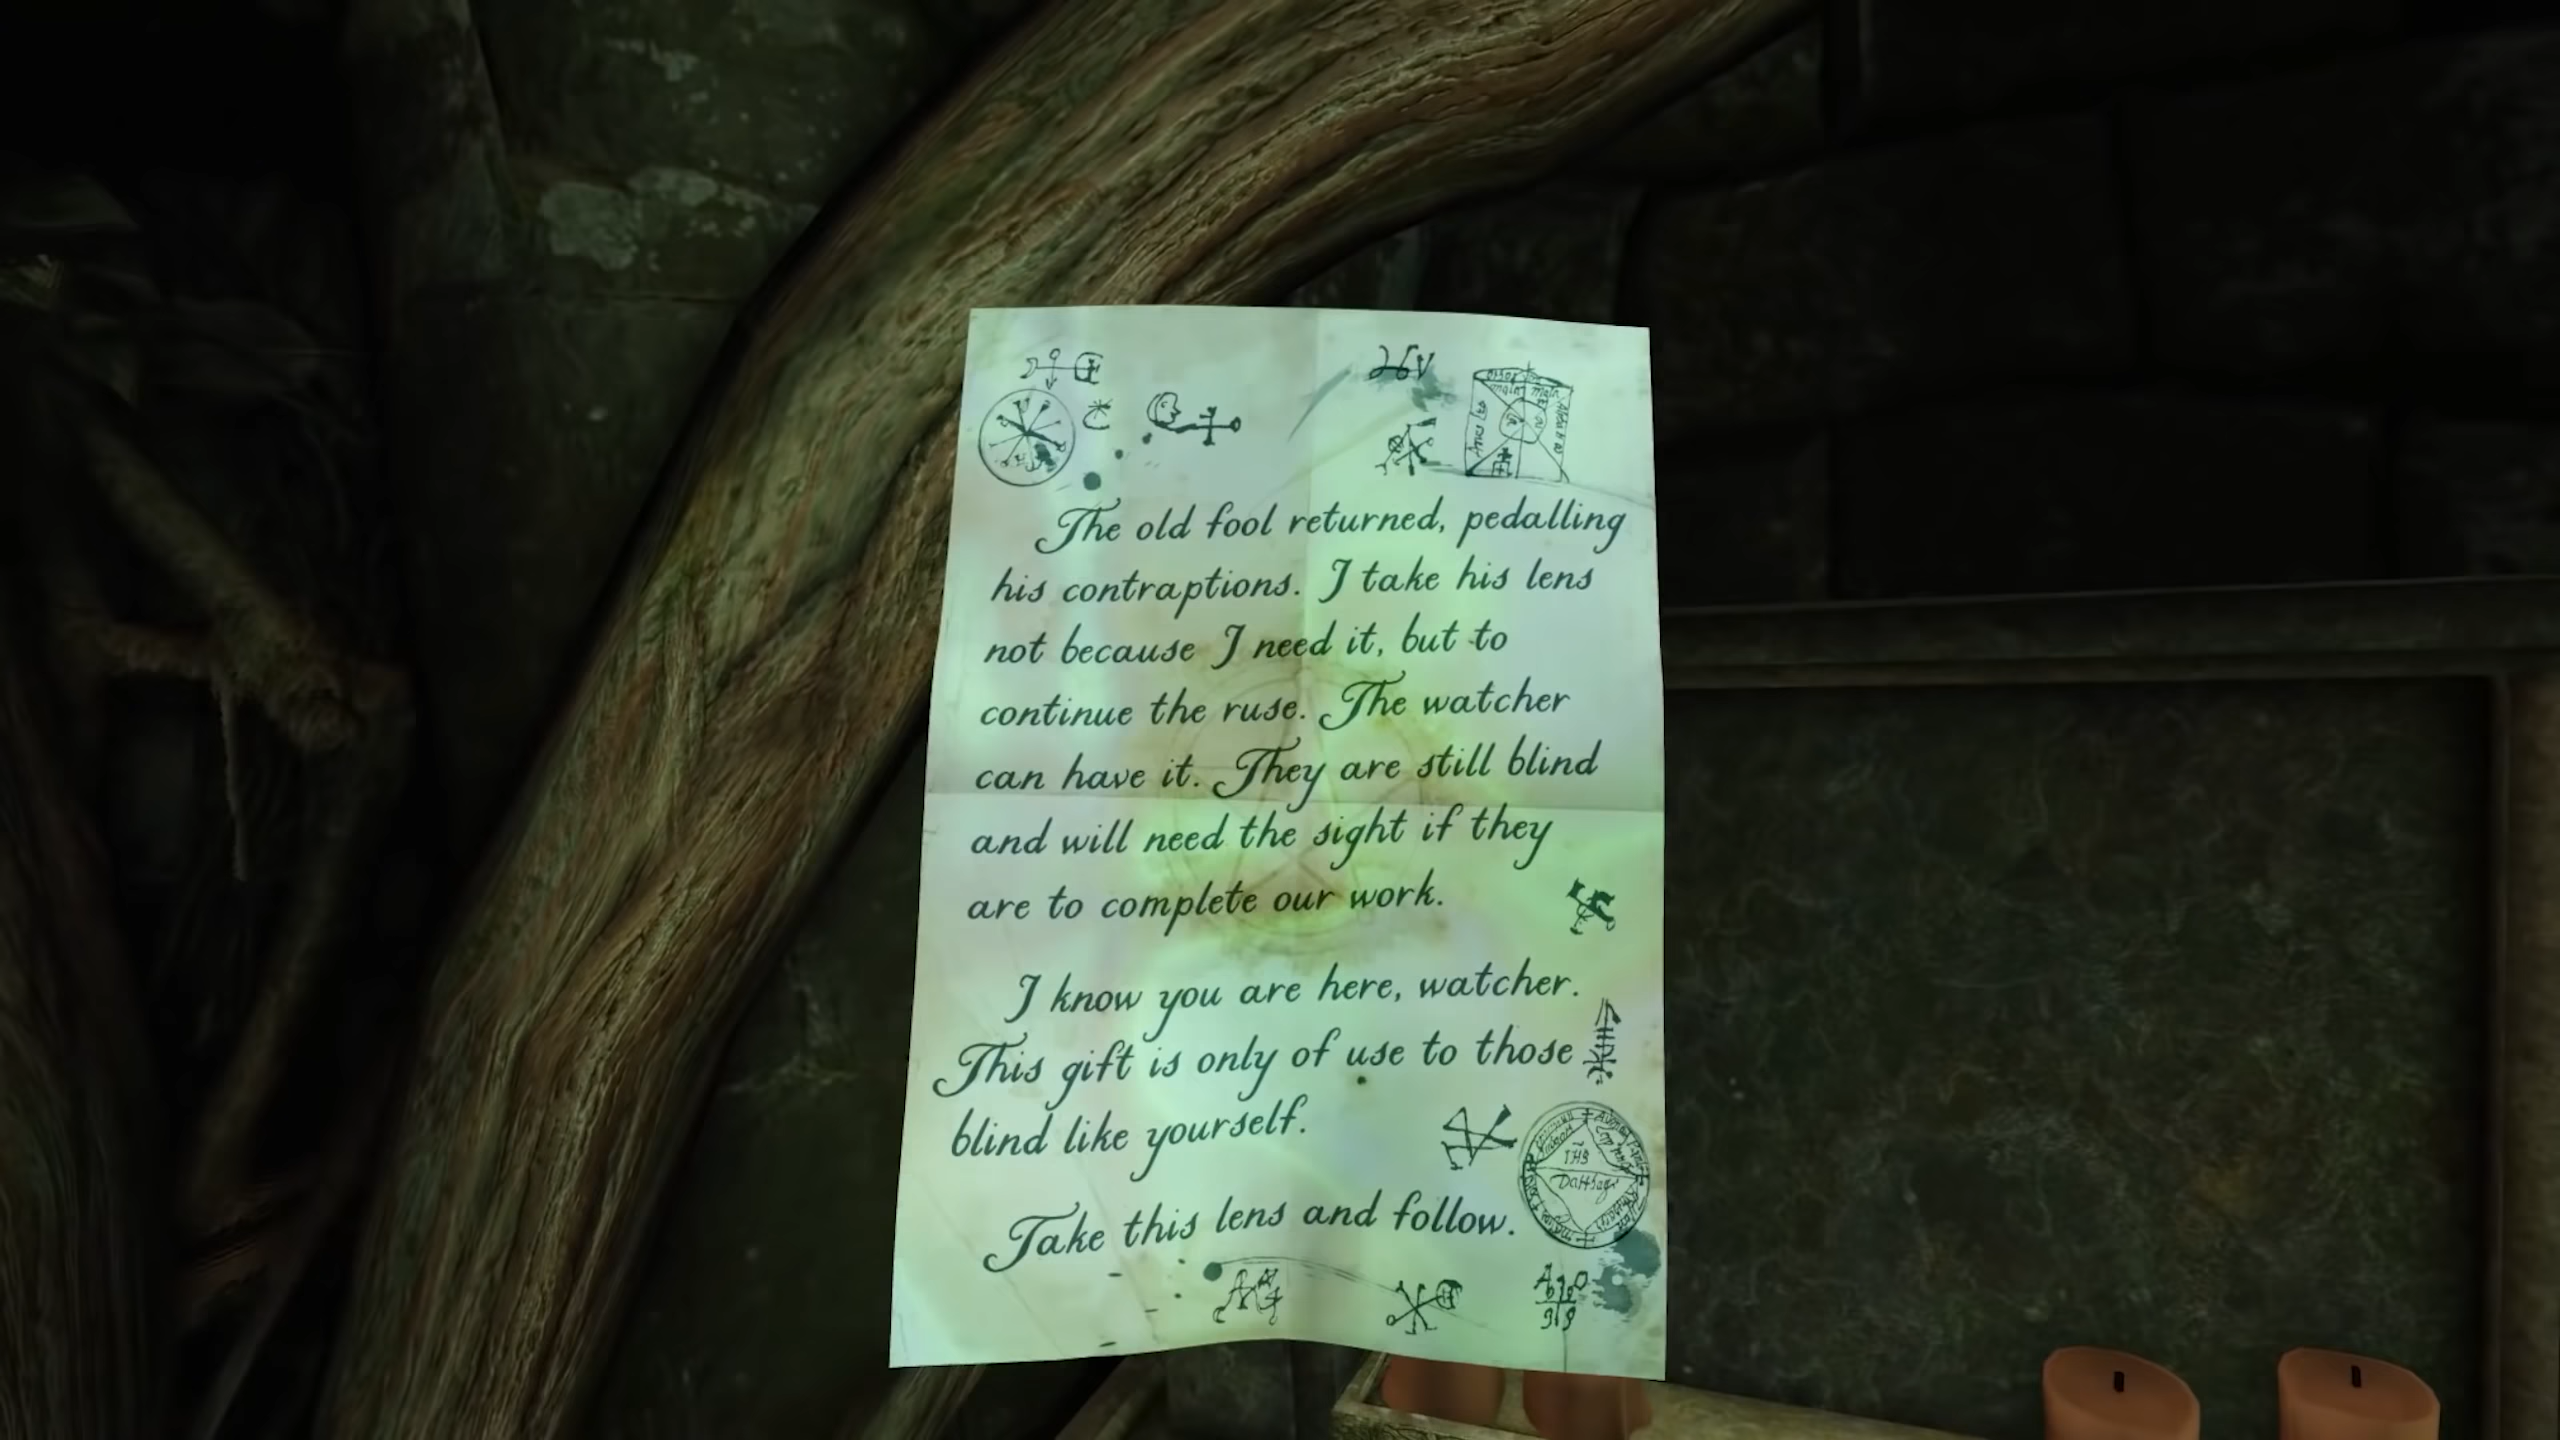 The old fool returned, pedalling
his contraptions. I take his lens
not because I need it, but to
continue the ruse. The watcher
can have it. They are still blind
and will need the sight if they
are to complete our work.
I know you are here, watcher.
This gift is only of use to those
blind like yourself.
Take this lens and follow.